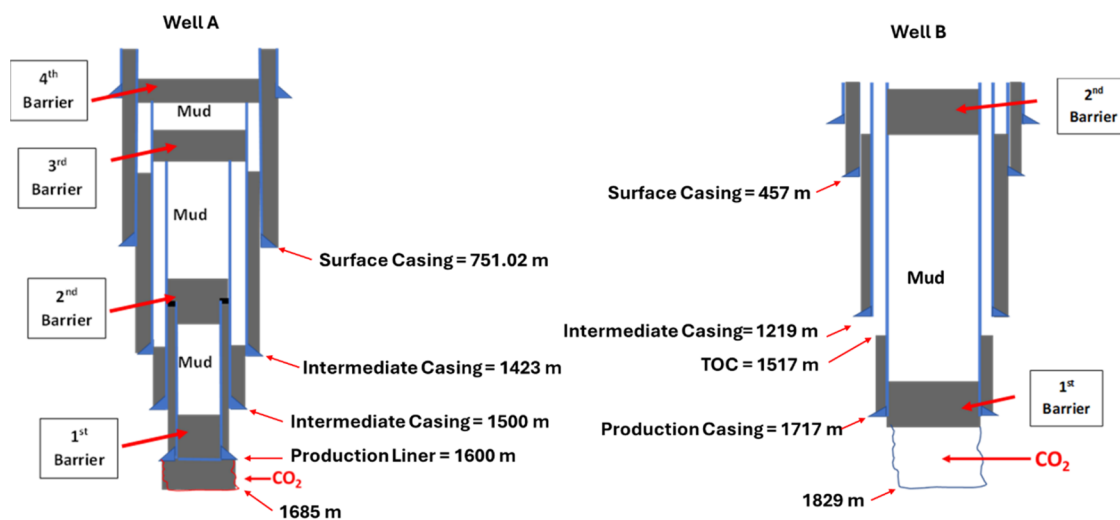 Well A
4th
Barrier
Mud
3rd
Barrier
Mud
Surface Casing = 751.02 m
2nd
Barrier
Mud
Intermediate Casing = 1423 m
Intermediate Casing = 1500 m
1st
Barrier
Production Liner = 1600 m
CO2
1685 m
Well B
2nd
Barrier
Surface Casing = 457 m
Mud
Intermediate Casing= 1219 m
TOC = 1517 m
1st
Barrier
Production Casing = 1717 m
CO2
1829 m